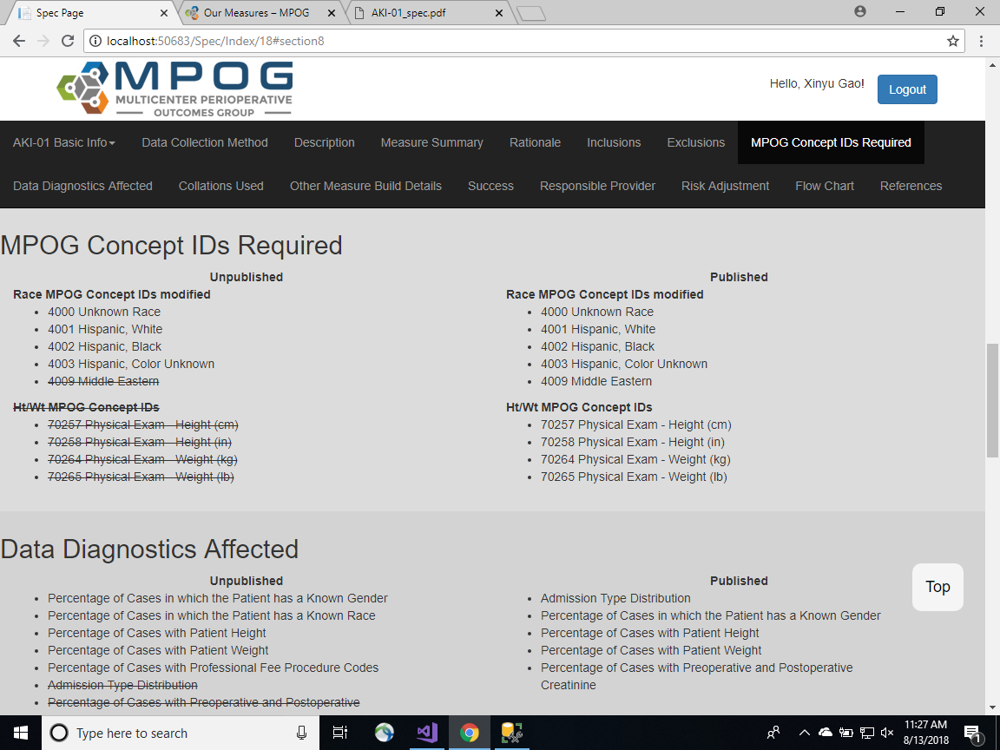 Spec Page
Our Measures – MPOG
AKI-01_spec.pdf
localhost:50683/Spec/Index/18#section8
MPOG
MULTICENTER PERIOPERATIVE
OUTCOMES GROUP
Hello, Xinyu Gao!
Logout
AKI-01 Basic Info
Data Collection Method
Description
Measure Summary
Rationale
Inclusions
Exclusions
MPOG Concept IDs Required
Data Diagnostics Affected
Collations Used
Other Measure Build Details
Success
Responsible Provider
Risk Adjustment
Flow Chart
References
MPOG Concept IDs Required
Unpublished
Race MPOG Concept IDs modified
4000 Unknown Race
4001 Hispanic, White
4002 Hispanic, Black
4003 Hispanic, Color Unknown
4009 Middle Eastern
Ht/Wt MPOG Concept IDs
70257 Physical Exam - Height (cm)
70258 Physical Exam - Height (in)
70264 Physical Exam - Weight (kg)
70265 Physical Exam - Weight (lb)
Published
Race MPOG Concept IDs modified
4000 Unknown Race
4001 Hispanic, White
4002 Hispanic, Black
4003 Hispanic, Color Unknown
4009 Middle Eastern
Ht/Wt MPOG Concept IDs
70257 Physical Exam - Height (cm)
70258 Physical Exam - Height (in)
70264 Physical Exam - Weight (kg)
70265 Physical Exam - Weight (lb)
Data Diagnostics Affected
Unpublished
Percentage of Cases in which the Patient has a Known Gender
Percentage of Cases in which the Patient has a Known Race
Percentage of Cases with Patient Height
Percentage of Cases with Patient Weight
Percentage of Cases with Professional Fee Procedure Codes
Admission Type Distribution
Percentage of Cases with Preoperative and Postoperative
Published
Admission Type Distribution
Percentage of Cases in which the Patient has a Known Gender
Percentage of Cases with Patient Height
Percentage of Cases with Patient Weight
Percentage of Cases with Preoperative and Postoperative
Creatinine
Top
Type here to search
11:27 AM
8/13/2018
1